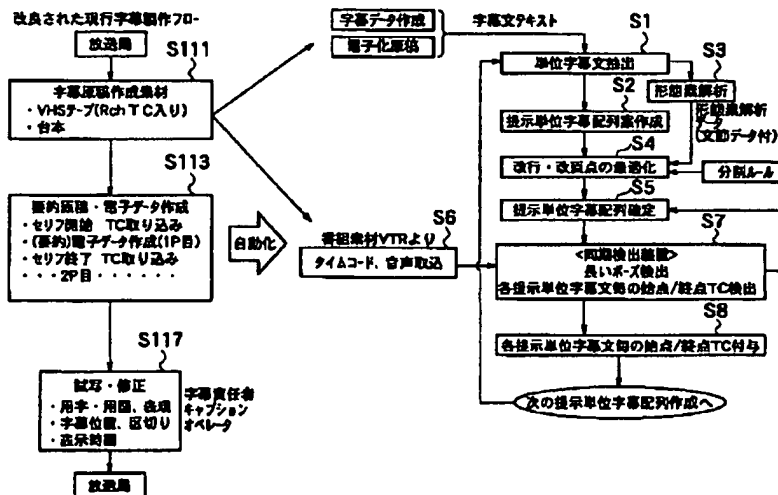 改良された現行字幕製作フロー
放送局
S111
字幕原稿作成素材
・VHSテープ(Rch TC入り)
・台本
S113
要約原稿・電子データ作成
・セリフ開始 TC取り込み
・(要約)電子データ作成(1P目)
・セリフ終了 TC取り込み
・・・2P目・・・・・・
S117
試写・修正
・用字・用語、表現
・字幕位置、区切り
・表示時間
字幕責任者
キャプション
オペレータ
放送局
自動化
字幕データ作成
電子化原稿
字幕文テキスト
S1
単位字幕文抽出
S3
形態素解析
形態素解析
データ
(文節データ付)
S2
提示単位字幕配列案作成
S4
改行・改頁点の最適化
分割ルール
S5
提示単位字幕配列確定
S6
番組素材VTRより
タイムコード、音声取込
S7
<同期検出装置>
長いポーズ検出
各提示単位字幕文毎の始点/終点TC検出
S8
各提示単位字幕文毎の始点/終点TC付与
次の提示単位字幕配列作成へ